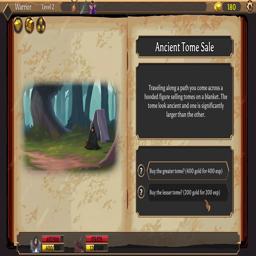 Warrior Level 2 180
Ancient Tome Sale
Traveling along a path you come across a
hooded figure selling tomes on a blanket. The
tome look ancient and one is significantly
larger than the other.
? Buy the greater tome? (400 gold for 400 exp)
? Buy the lesser tome? (200 gold for 200 exp)